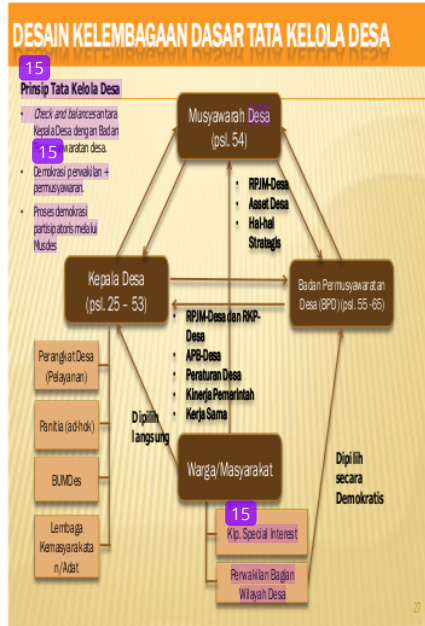 DESAIN KELEMBAGAAN DASAR TATA KELOLA DESA
15
Prinsip Tata Kelola Desa
• Check and balances antara
Kepala Desa dengan Badan
15
• Demokrasi perwakilan +
permusyawaran.
• Proses demokrasi
partisipatoris melalui
Musdes
Musyawarah Desa
(psl. 54)
• RPJM-Desa
• Asset Desa
• Hal-hal
Strategis
Kepala Desa
(psl. 25 – 53)
Badan Permusyawaratan
Desa (BPD) (psl. 55 -65)
• RPJM-Desa dan RKP-
Desa
• APB-Desa
• Peraturan Desa
• Kinerja Pemerintah
• Kerja Sama
Perangkat Desa
(Pelayanan)
Panitia (ad-hok)
BUMDes
Lembaga
Kemasyarakata
n/Adat
Dipilih
langsung
Warga/Masyarakat
Dipilih
secara
Demokratis
15
Klp. Special Interest
Perwakilan Bagian
Wilayah Desa
27